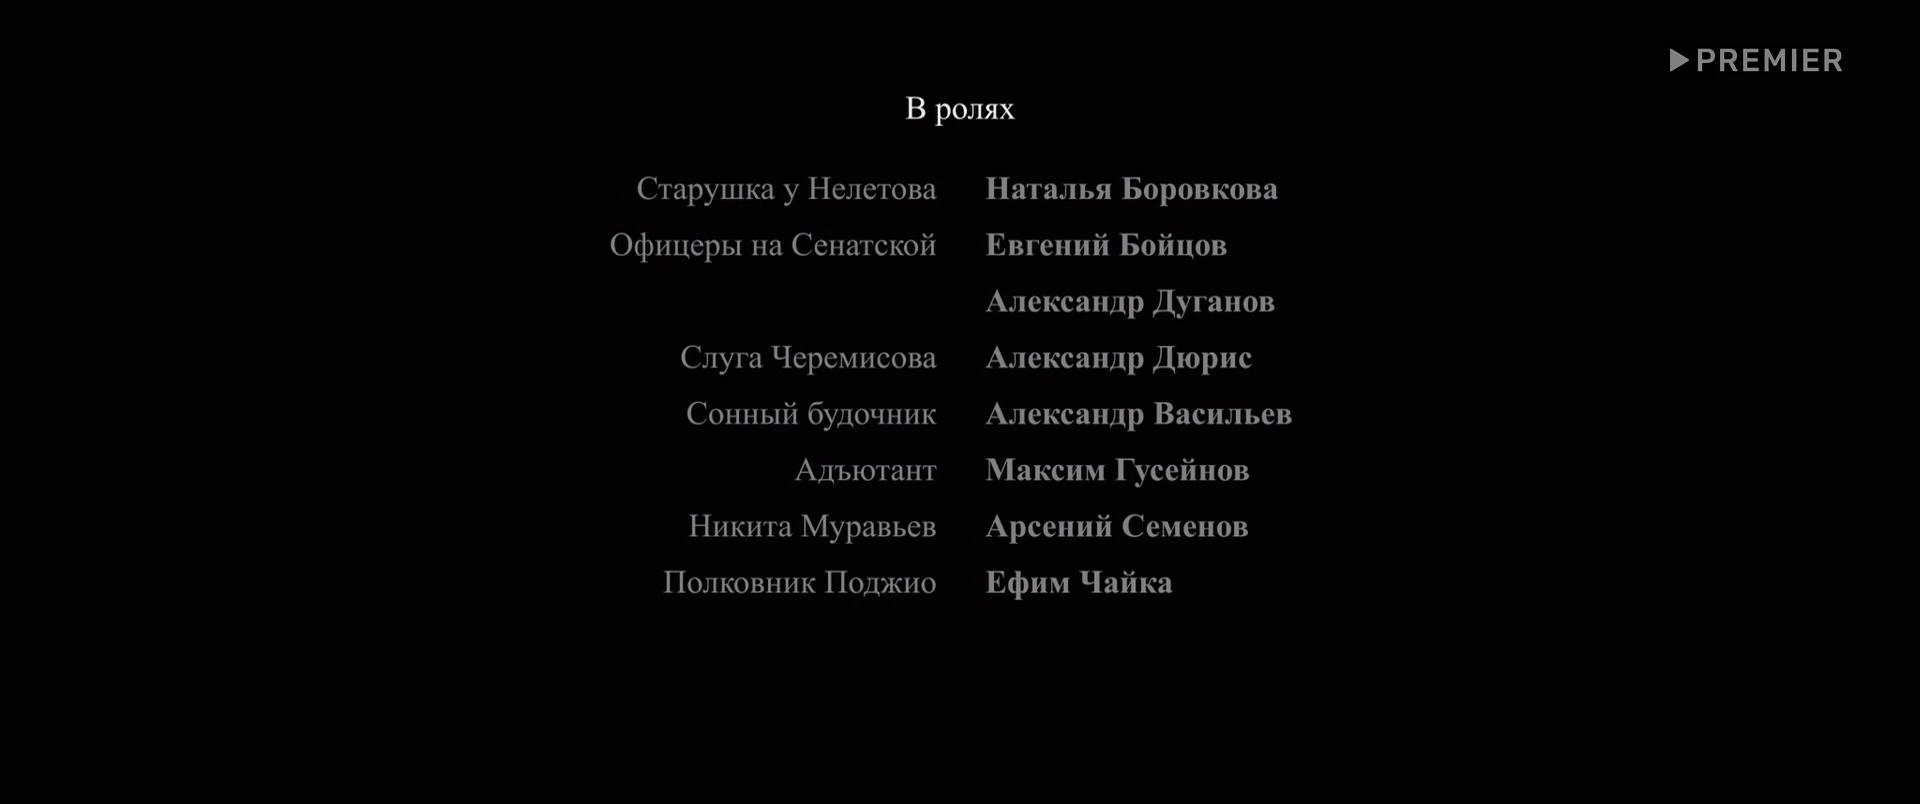 PREMIER
В ролях
Старушка у Нелетова Наталья Боровкова
Офицеры на Сенатской Евгений Бойцов
Александр Дуганов
Слуга Черемисова Александр Дюрис
Сонный будочник Александр Васильев
Адъютант Максим Гусейнов
Никита Муравьев Арсений Семенов
Полковник Поджио Ефим Чайка